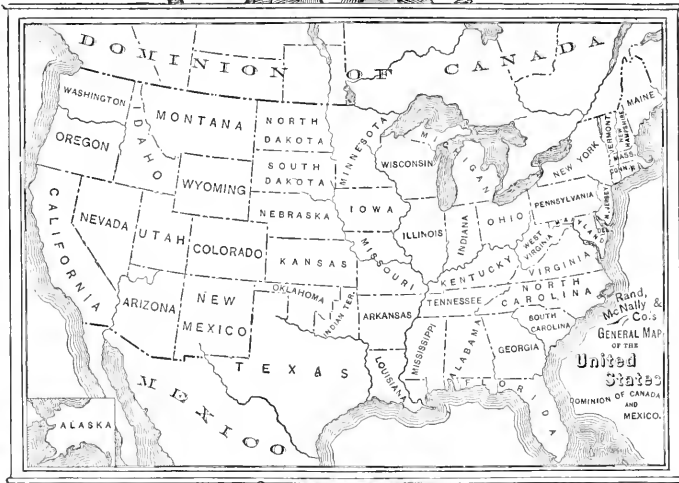 DOMINION OF CANADA
WASHINGTON
MONTANA
NORTH
DAKOTA
MINNESOTA
MICHIGAN
MAINE
VERMONT
NEW
HAMPSHIRE
MASS.
CONN.
R.I.
OREGON
IDAHO
WISCONSIN
NEW YORK
SOUTH
DAKOTA
WYOMING
PENNSYLVANIA
N. JERSEY
CALIFORNIA
NEVADA
UTAH
COLORADO
NEBRASKA
IOWA
ILLINOIS
INDIANA
OHIO
MARYLAND
DEL.
WEST
VIRGINIA
VIRGINIA
KANSAS
MISSOURI
KENTUCKY
ARIZONA
NEW
MEXICO
OKLAHOMA
INDIAN TER.
ARKANSAS
TENNESSEE
NORTH
CAROLINA
SOUTH
CAROLINA
MISSISSIPPI
ALABAMA
GEORGIA
TEXAS
LOUISIANA
FLORIDA
MEXICO
ALASKA
Rand,
McNally &
Co.'s
GENERAL MAP
OF THE
United
States
DOMINION OF CANADA
AND
MEXICO.